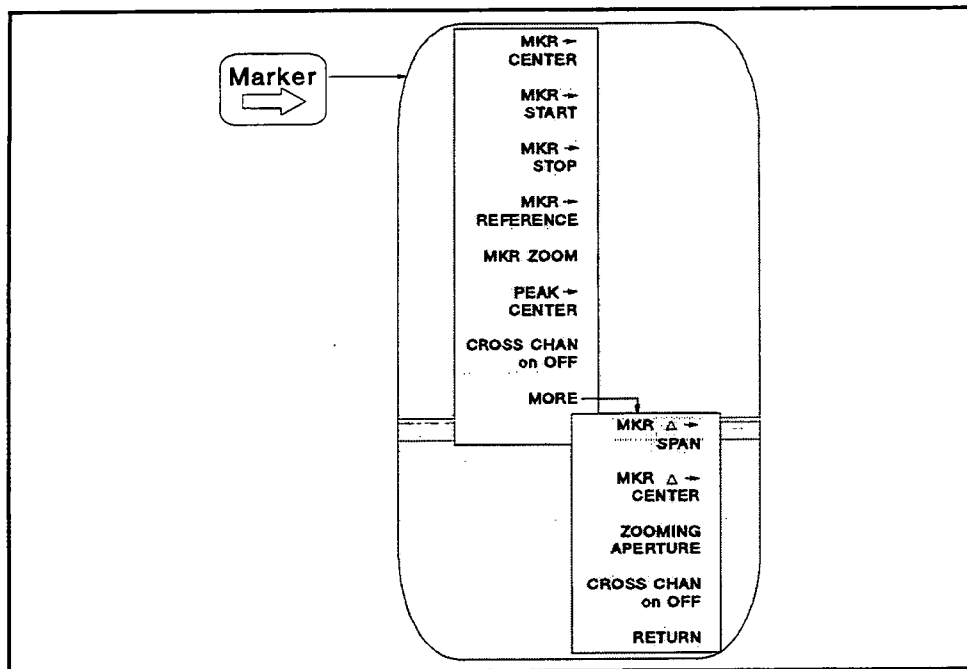 Marker
MKR →
CENTER
MKR →
START
MKR →
STOP
MKR →
REFERENCE
MKR ZOOM
PEAK →
CENTER
CROSS CHAN
on OFF
MORE
MKR Δ →
SPAN
MKR Δ →
CENTER
ZOOMING
APERTURE
CROSS CHAN
on OFF
RETURN